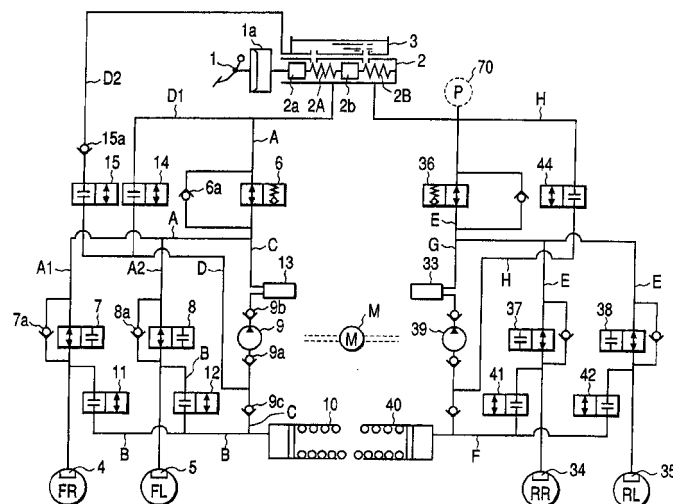 1a
3
1
2
70
P
D2
2a
2A
2b
2B
D1
H
15a
A
15
14
6
36
44
6a
A
E
C
G
A1
A2
D
13
33
H
E
E
M
7a
7
8a
8
9b
9
M
39
37
38
9a
B
11
12
41
42
9c
C
10
40
B
B
F
4
5
34
35
FR
FL
RR
RL